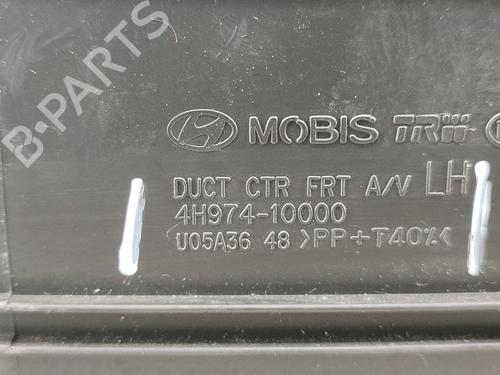 B-PARTS
MOBIS TRW
DUCT CTR FRT A/V LH
4H974-10000
U05A36 48 >PP+T40%<